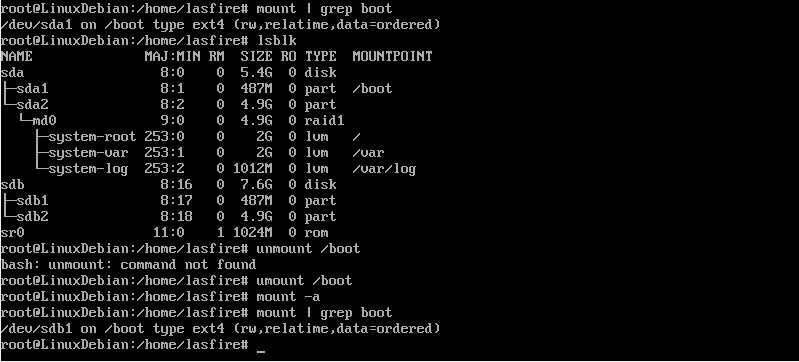 root@LinuxDebian:/home/lasfire# mount | grep boot
/dev/sda1 on /boot type ext4 (rw,relatime,data=ordered)
root@LinuxDebian:/home/lasfire# lsblk
NAME              MAJ:MIN RM  SIZE RO TYPE  MOUNTPOINT
sda                 8:0    0  5.4G  0 disk
├─sda1              8:1    0  487M  0 part  /boot
└─sda2              8:2    0  4.9G  0 part
  └─md0             9:0    0  4.9G  0 raid1
    ├─system-root 253:0    0    2G  0 lvm   /
    ├─system-var  253:1    0    2G  0 lvm   /var
    └─system-log  253:2    0 1012M  0 lvm   /var/log
sdb                 8:16   0  7.6G  0 disk
├─sdb1              8:17   0  487M  0 part
└─sdb2              8:18   0  4.9G  0 part
sr0                11:0    1 1024M  0 rom
root@LinuxDebian:/home/lasfire# unmount /boot
bash: unmount: command not found
root@LinuxDebian:/home/lasfire# umount /boot
root@LinuxDebian:/home/lasfire# mount -a
root@LinuxDebian:/home/lasfire# mount | grep boot
/dev/sdb1 on /boot type ext4 (rw,relatime,data=ordered)
root@LinuxDebian:/home/lasfire# _